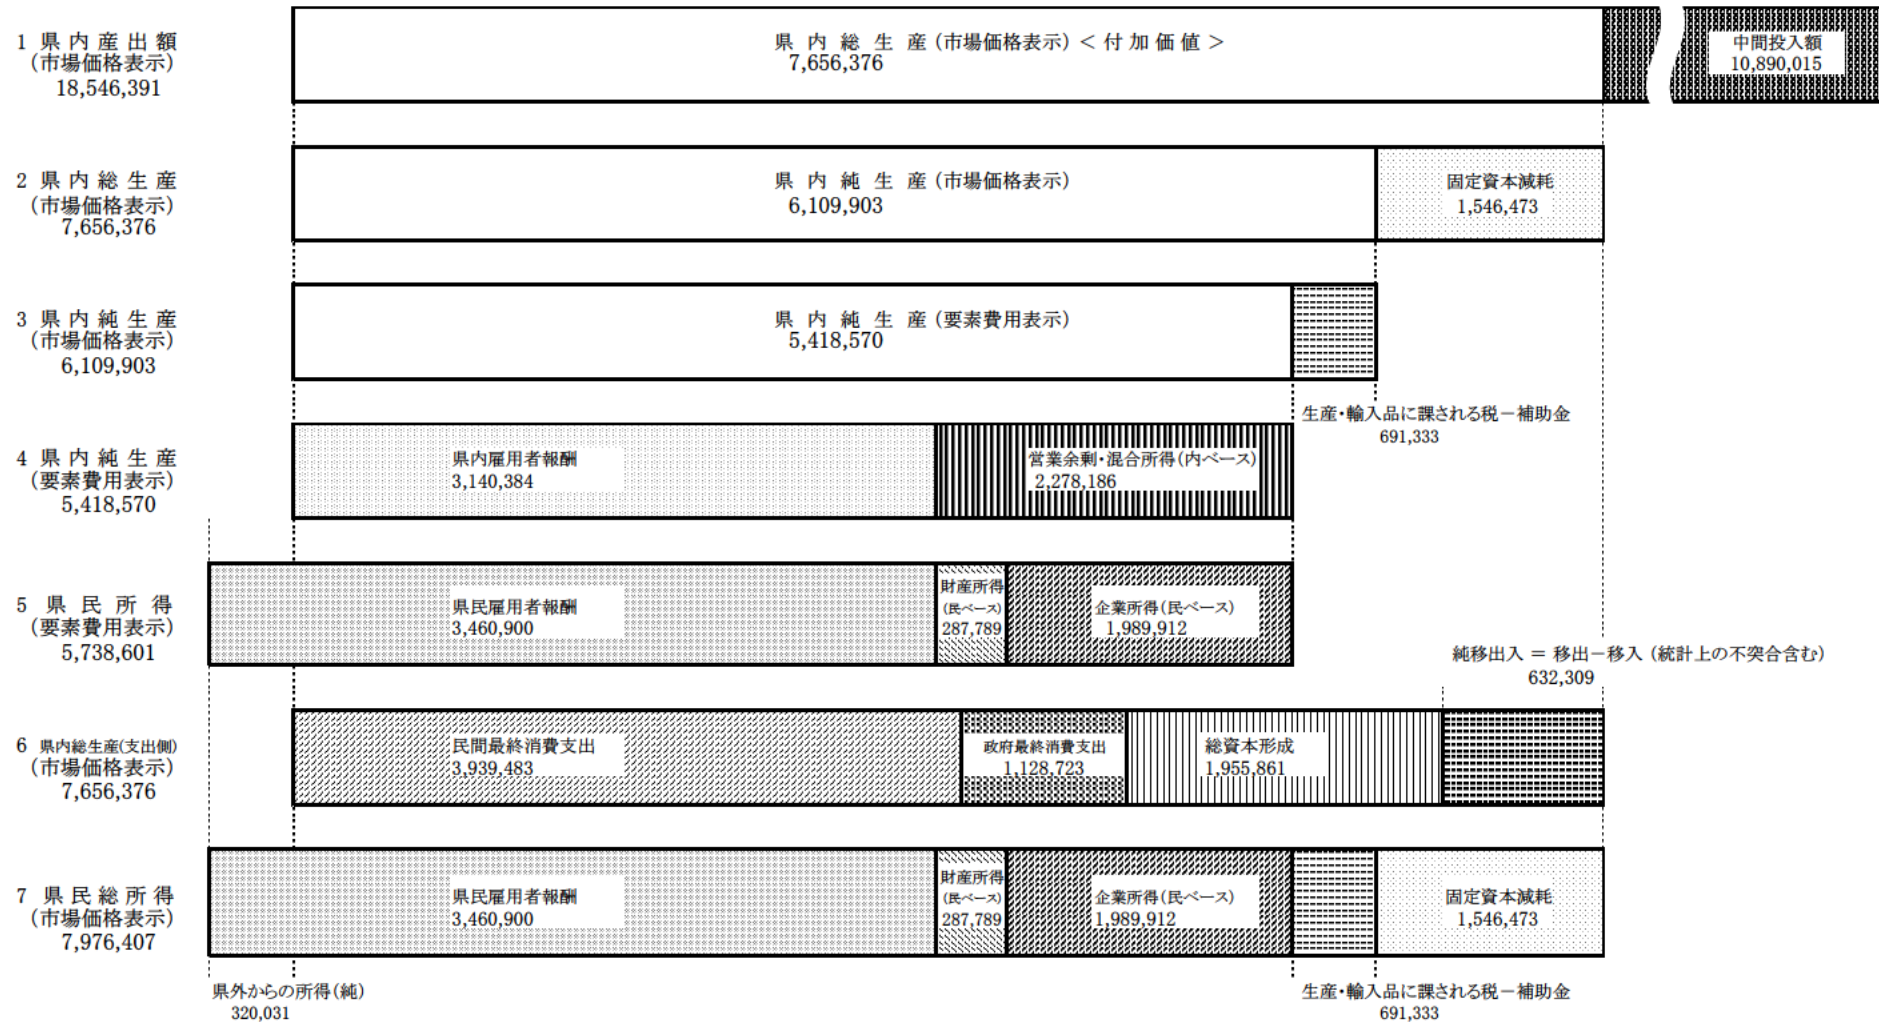 1 県内産出額
(市場価格表示)
18,546,391
県内総生産(市場価格表示)<付加価値>
7,656,376
中間投入額
10,890,015
2 県内総生産
(市場価格表示)
7,656,376
県内純生産(市場価格表示)
6,109,903
固定資本減耗
1,546,473
3 県内純生産
(市場価格表示)
6,109,903
県内純生産(要素費用表示)
5,418,570
生産・輸入品に課される税-補助金
691,333
4 県内純生産
(要素費用表示)
5,418,570
県内雇用者報酬
3,140,384
営業余剰・混合所得(内ベース)
2,278,186
5 県民所得
(要素費用表示)
5,738,601
県民雇用者報酬
3,460,900
財産所得
(民ベース)
287,789
企業所得(民ベース)
1,989,912
純移出入 = 移出-移入 (統計上の不突合含む)
632,309
6 県内総生産(支出側)
(市場価格表示)
7,656,376
民間最終消費支出
3,939,483
政府最終消費支出
1,128,723
総資本形成
1,955,861
7 県民総所得
(市場価格表示)
7,976,407
県民雇用者報酬
3,460,900
財産所得
(民ベース)
287,789
企業所得(民ベース)
1,989,912
固定資本減耗
1,546,473
県外からの所得(純)
320,031
生産・輸入品に課される税-補助金
691,333